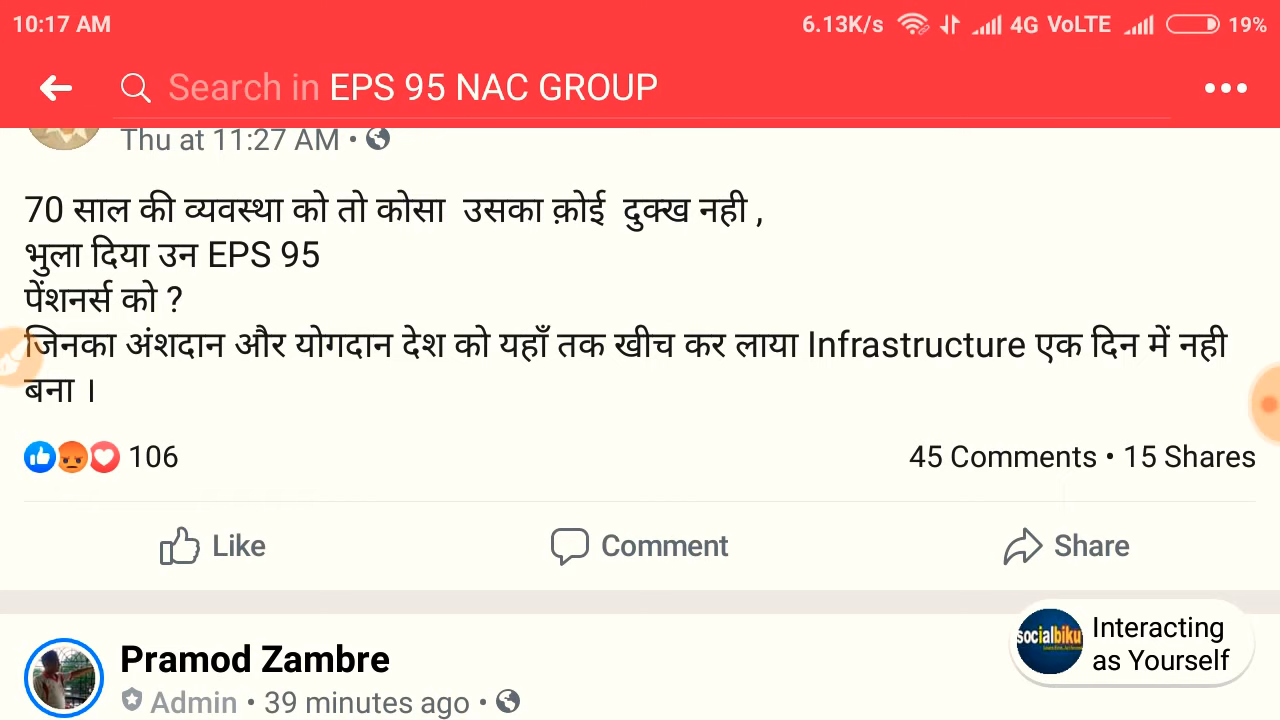 10:17 AM 6.13K/s 4G VoLTE 19%
Search in EPS 95 NAC GROUP
Thu at 11:27 AM •
70 साल की व्यवस्था को तो कोसा उसका क़ोई दुक्ख नही ,
भुला दिया उन EPS 95
पेंशनर्स को ?
जिनका अंशदान और योगदान देश को यहाँ तक खीच कर लाया Infrastructure एक दिन में नही
बना ।
106 45 Comments • 15 Shares
Like Comment Share
socialbiku Interacting
as Yourself
Pramod Zambre
Admin • 39 minutes ago •